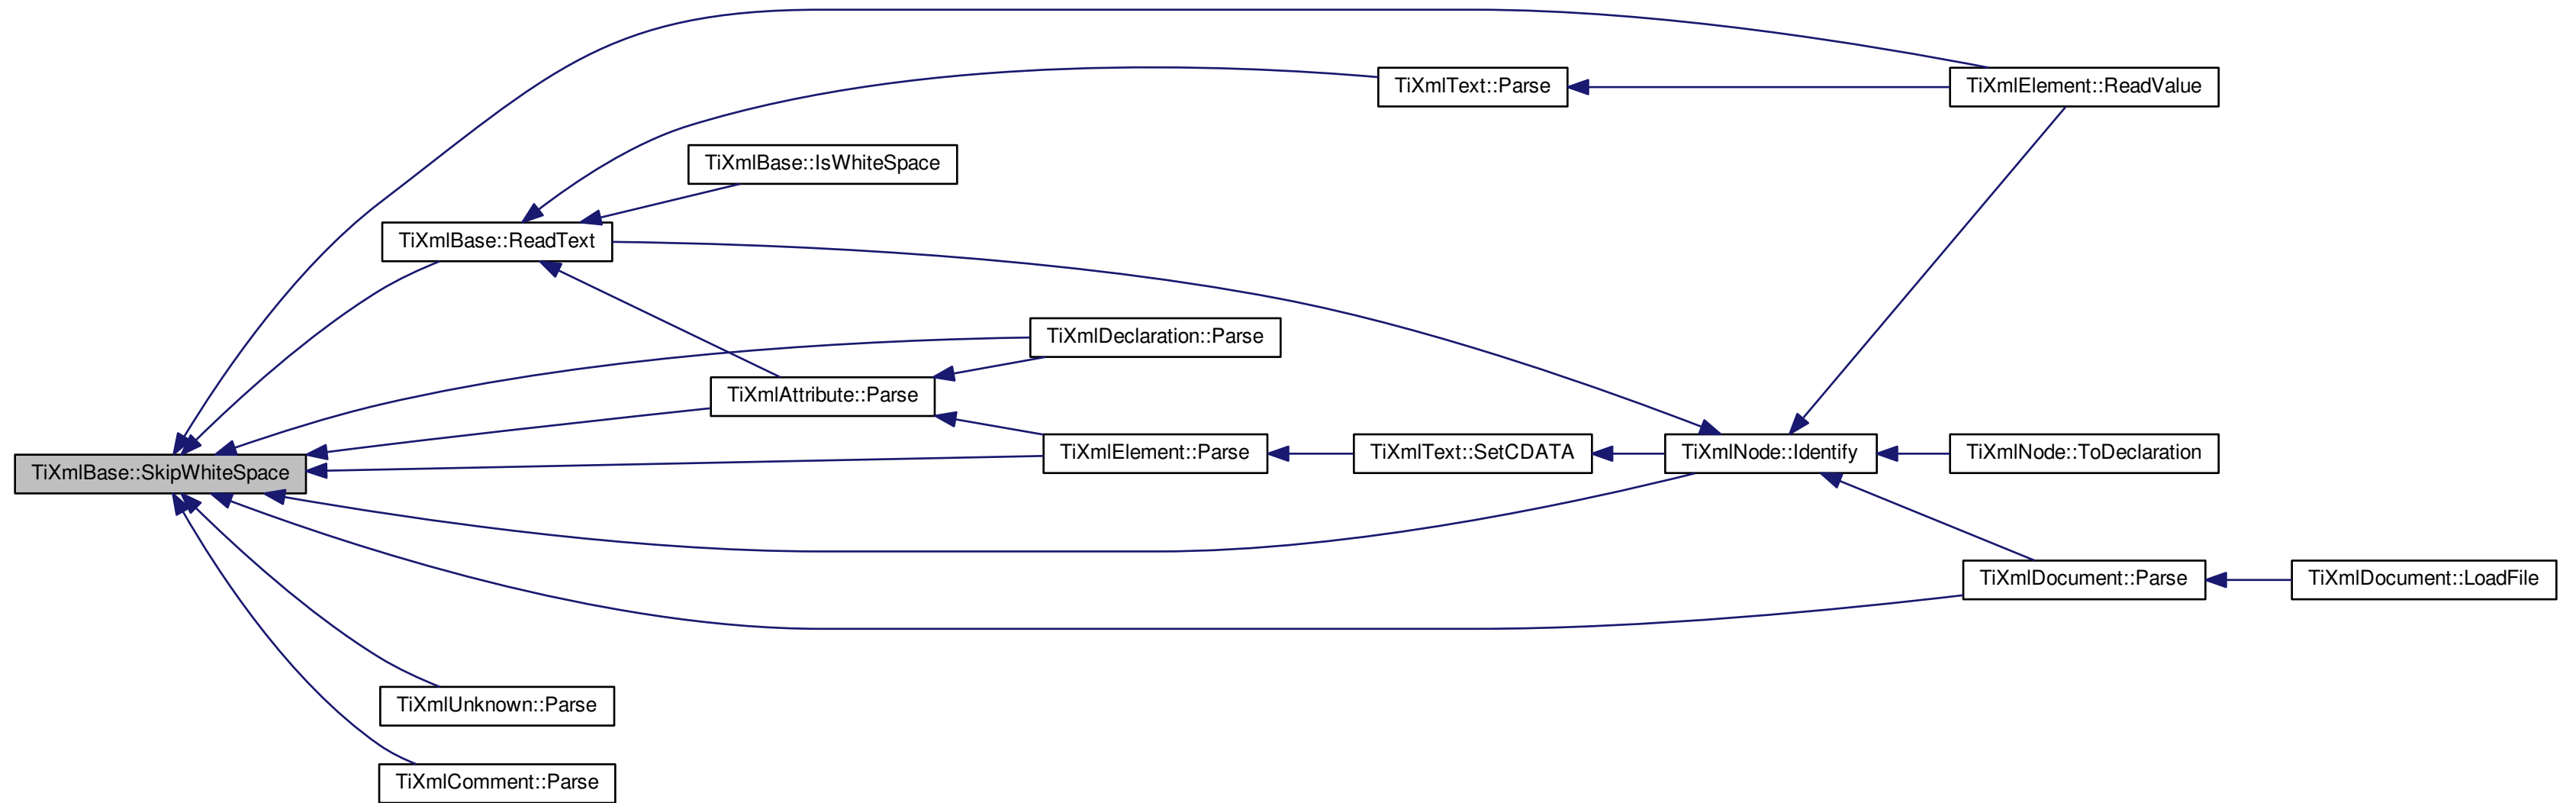 TiXmlText::Parse
TiXmlElement::ReadValue
TiXmlBase::IsWhiteSpace
TiXmlBase::ReadText
TiXmlDeclaration::Parse
TiXmlAttribute::Parse
TiXmlBase::SkipWhiteSpace
TiXmlElement::Parse
TiXmlText::SetCDATA
TiXmlNode::Identify
TiXmlNode::ToDeclaration
TiXmlDocument::Parse
TiXmlDocument::LoadFile
TiXmlUnknown::Parse
TiXmlComment::Parse